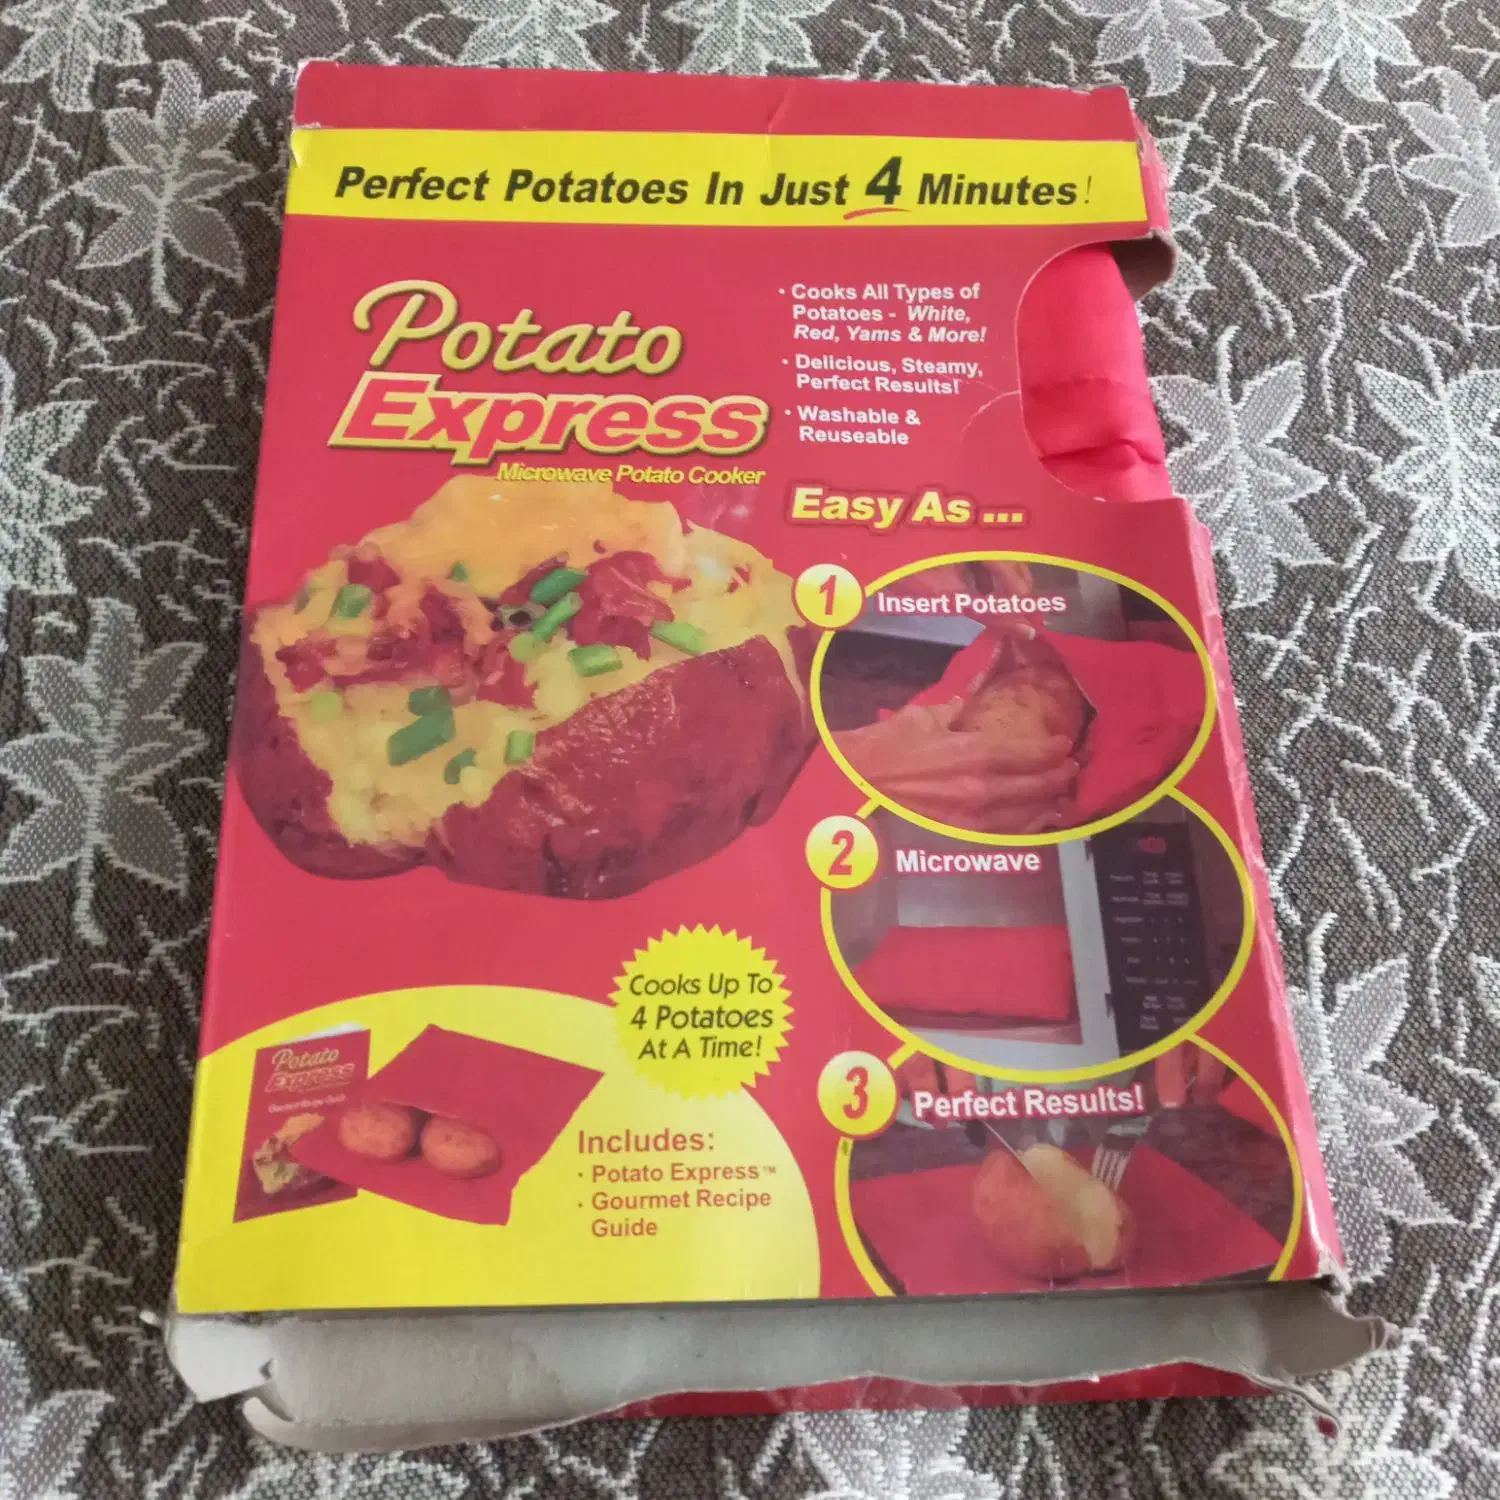 Perfect Potatoes In Just 4 Minutes!
Potato
Express
Microwave Potato Cooker
• Cooks All Types of
Potatoes - White,
Red, Yams & More!
• Delicious, Steamy,
Perfect Results!
• Washable &
Reuseable
Easy As ...
1 Insert Potatoes
2 Microwave
3 Perfect Results!
Cooks Up To
4 Potatoes
At A Time!
Potato
Express
Includes:
• Potato Express™
• Gourmet Recipe
Guide